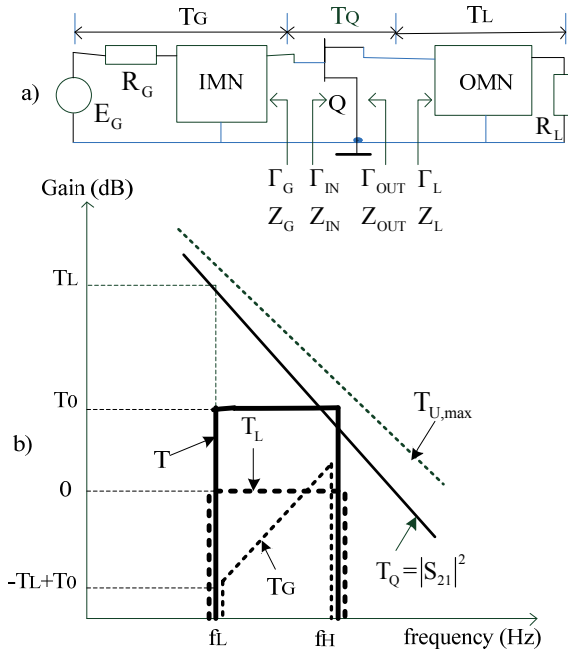 TG TQ TL
RG IMN Q OMN
a)
EG RL
ΓG ΓIN ΓOUT ΓL
ZG ZIN ZOUT ZL
Gain (dB)
TL
T0
TU,max
b) T TL
0
TG TQ =|S21|²
-TL+T0
fL fH frequency (Hz)